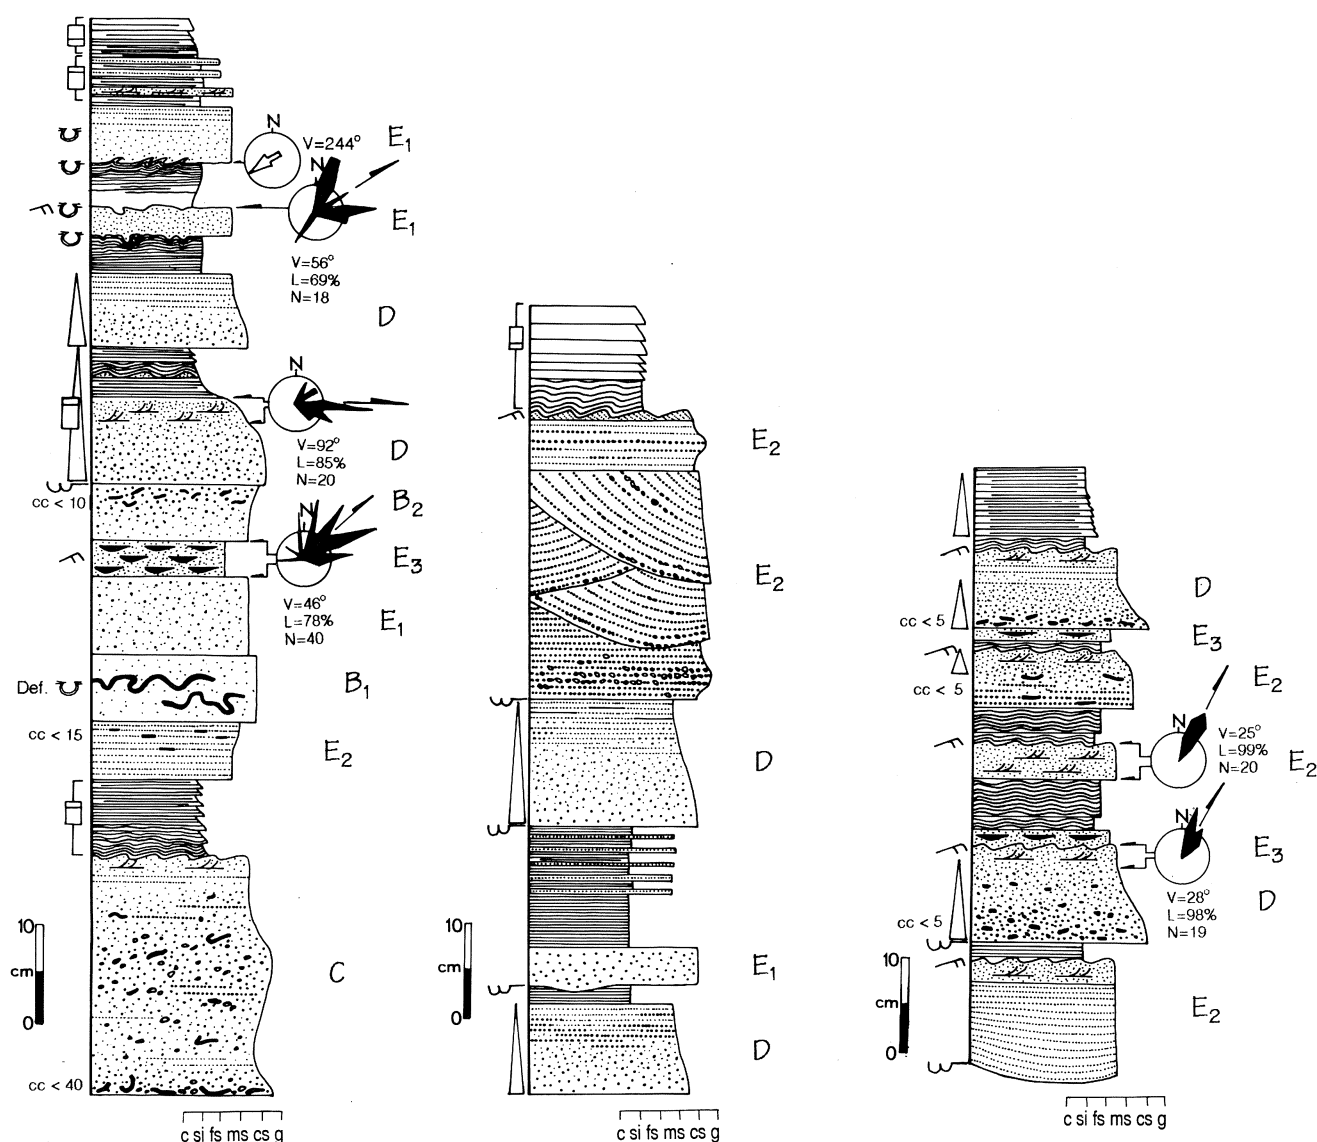 N
V=244°
E1
N
E1
V=56°
L=69%
N=18
D
N
V=92°
L=85%
N=20
D
cc < 10
B2
N
E3
V=46°
L=78%
N=40
E1
Def.
B1
cc < 15
E2
10
cm
0
C
cc < 40
c si fs ms cs g
E2
E2
D
10
cm
0
E1
D
c si fs ms cs g
D
cc < 5
E3
cc < 5
E2
N
V=25°
L=99%
N=20
E2
N
E3
V=28°
L=98%
N=19
D
cc < 5
10
cm
0
E2
c si fs ms cs g